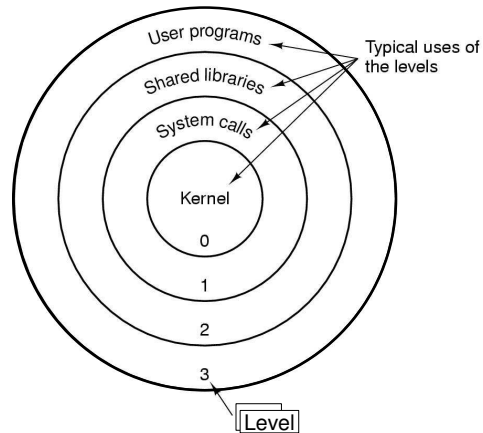 User programs
Typical uses of
the levels
Shared libraries
System calls
Kernel
0
1
2
3
Level